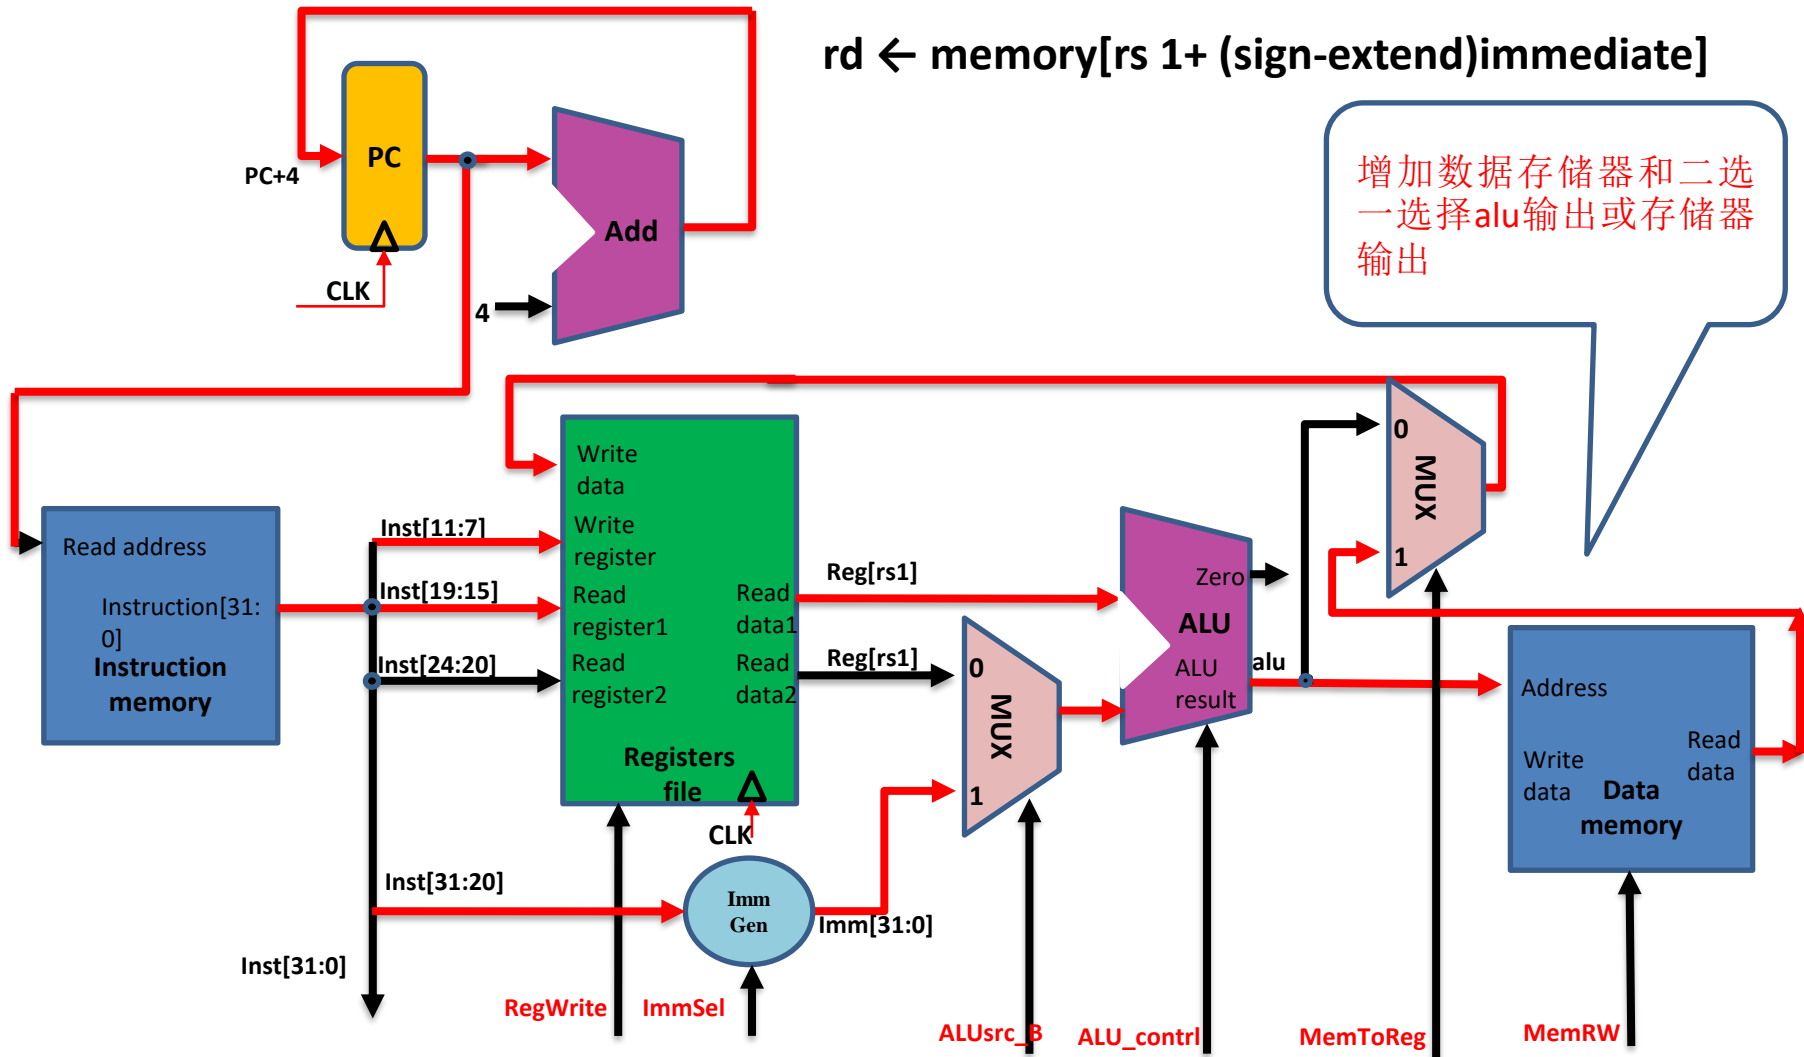 rd ← memory[rs 1+ (sign-extend)immediate]
增加数据存储器和二选
一选择alu输出或存储器
输出
PC+4
PC
CLK
Add
4
Read address
Instruction[31:
0]
Instruction
memory
Inst[11:7]
Inst[19:15]
Inst[24:20]
Inst[31:20]
Inst[31:0]
Write
data
Write
register
Read
register1
Read
register2
Read
data1
Read
data2
Registers
file
CLK
Imm
Gen
Imm[31:0]
Reg[rs1]
Reg[rs1]
0
MUX
1
Zero
ALU
ALU
result
alu
0
MUX
1
Address
Write
data
Read
data
Data
memory
RegWrite
ImmSel
ALUsrc_B
ALU_contrl
MemToReg
MemRW